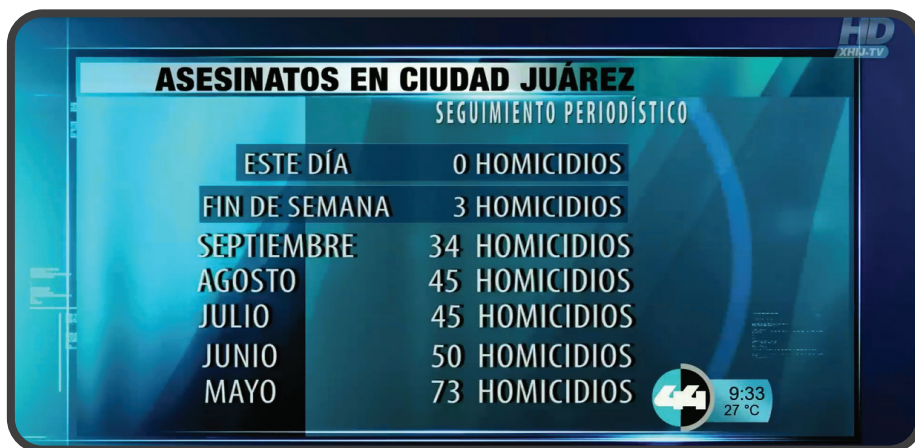 HD
XHIJ-TV
ASESINATOS EN CIUDAD JUÁREZ
SEGUIMIENTO PERIODÍSTICO
ESTE DÍA 0 HOMICIDIOS
FIN DE SEMANA 3 HOMICIDIOS
SEPTIEMBRE 34 HOMICIDIOS
AGOSTO 45 HOMICIDIOS
JULIO 45 HOMICIDIOS
JUNIO 50 HOMICIDIOS
MAYO 73 HOMICIDIOS
44 9:33
27 °C